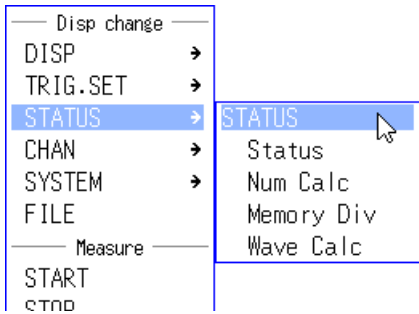 Disp change
DISP
TRIG.SET
STATUS
CHAN
SYSTEM
FILE
Measure
START
STOP
STATUS
Status
Num Calc
Memory Div
Wave Calc